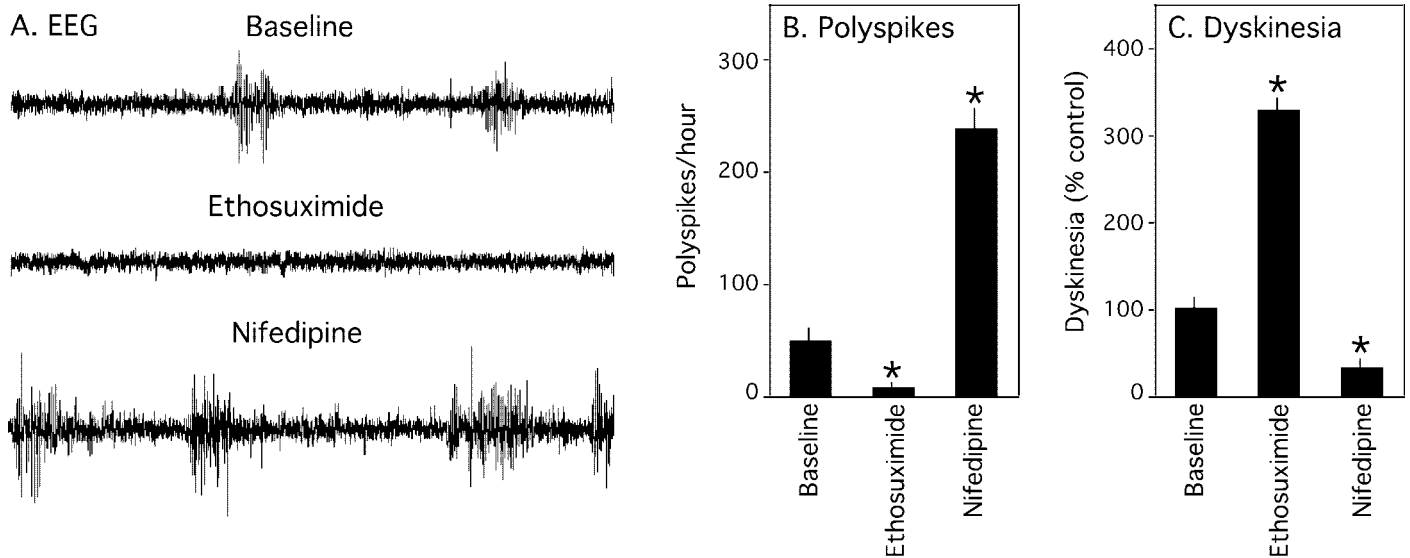 A. EEG
Baseline
Ethosuximide
Nifedipine
B. Polyspikes
Polyspikes/hour
300
200
100
0
*
*
Baseline
Ethosuximide
Nifedipine
C. Dyskinesia
Dyskinesia (% control)
400
300
200
100
0
*
*
Baseline
Ethosuximide
Nifedipine